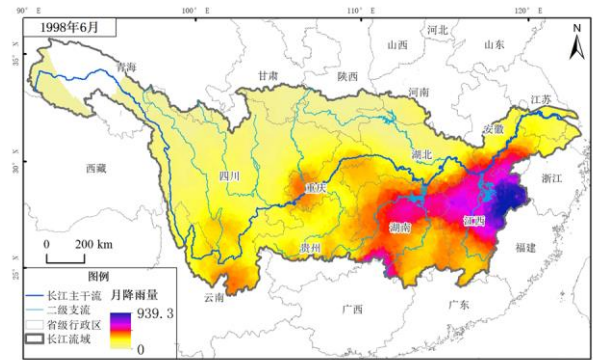 90° E
100° E
110° E
120° E
1998年6月
N
35° N
30° N
25° N
青海
甘肃
陕西
山西
河北
山东
河南
江苏
安徽
湖北
浙江
西藏
四川
重庆
湖南
江西
贵州
福建
云南
广西
广东
0 200 km
图例
长江主干流
二级支流
省级行政区
长江流域
月降雨量
939.3
0